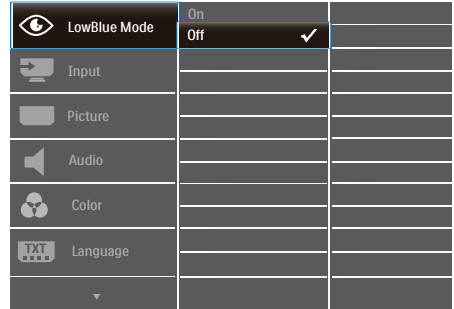 LowBlue Mode
On
Off
Input
Picture
Audio
Color
TXT
Language